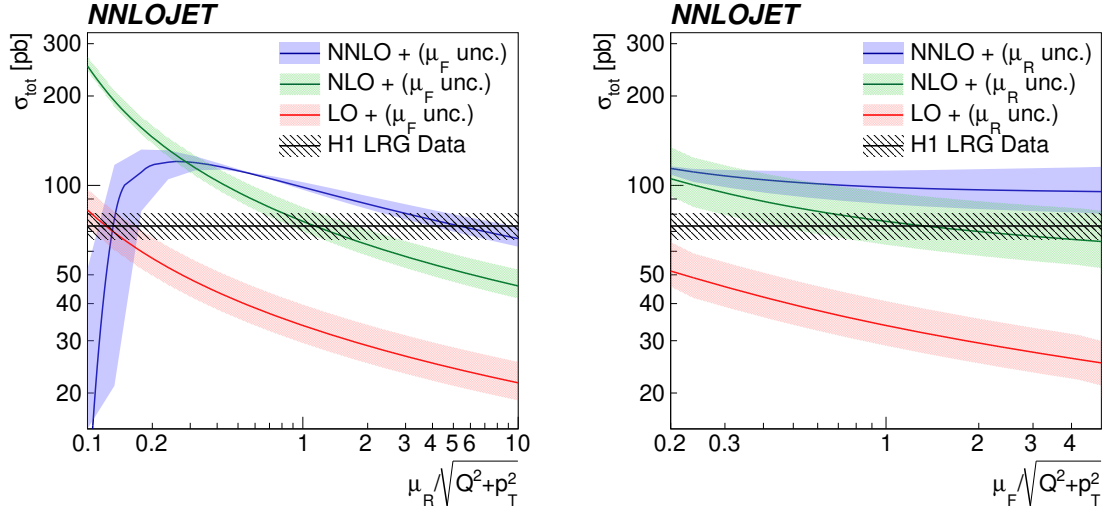 NNLOJET
σ_tot [pb]
300
200
100
50
40
30
20
NNLO + (μ_F unc.)
NLO + (μ_F unc.)
LO + (μ_F unc.)
H1 LRG Data
0.1 0.2 1 2 3 4 5 6 10
μ_R/√Q²+p_T²
NNLOJET
σ_tot [pb]
300
200
100
50
40
30
20
NNLO + (μ_R unc.)
NLO + (μ_R unc.)
LO + (μ_R unc.)
H1 LRG Data
0.2 0.3 1 2 3 4
μ_F/√Q²+p_T²